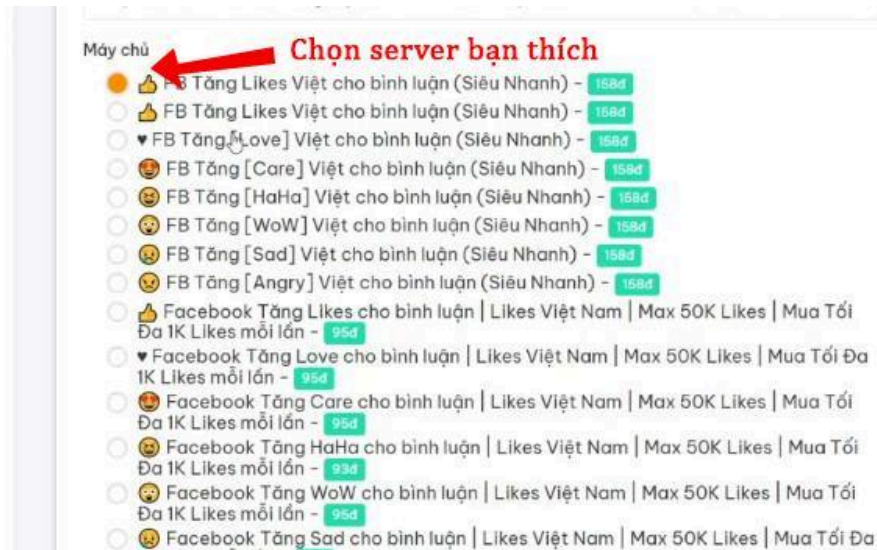 Máy chủ
Chọn server bạn thích
👍 FB Tăng Likes Việt cho bình luận (Siêu Nhanh) - 158đ
👍 FB Tăng Likes Việt cho bình luận (Siêu Nhanh) - 158đ
♥ FB Tăng [Love] Việt cho bình luận (Siêu Nhanh) - 158đ
😍 FB Tăng [Care] Việt cho bình luận (Siêu Nhanh) - 158đ
😆 FB Tăng [HaHa] Việt cho bình luận (Siêu Nhanh) - 158đ
😮 FB Tăng [WoW] Việt cho bình luận (Siêu Nhanh) - 158đ
😢 FB Tăng [Sad] Việt cho bình luận (Siêu Nhanh) - 158đ
😠 FB Tăng [Angry] Việt cho bình luận (Siêu Nhanh) - 158đ
👍 Facebook Tăng Likes cho bình luận | Likes Việt Nam | Max 50K Likes | Mua Tối
Đa 1K Likes mỗi lần - 95đ
♥ Facebook Tăng Love cho bình luận | Likes Việt Nam | Max 50K Likes | Mua Tối Đa
1K Likes mỗi lần - 95đ
😍 Facebook Tăng Care cho bình luận | Likes Việt Nam | Max 50K Likes | Mua Tối
Đa 1K Likes mỗi lần - 95đ
😆 Facebook Tăng HaHa cho bình luận | Likes Việt Nam | Max 50K Likes | Mua Tối
Đa 1K Likes mỗi lần - 93đ
😮 Facebook Tăng WoW cho bình luận | Likes Việt Nam | Max 50K Likes | Mua Tối
Đa 1K Likes mỗi lần - 95đ
😢 Facebook Tăng Sad cho bình luận | Likes Việt Nam | Max 50K Likes | Mua Tối Đa